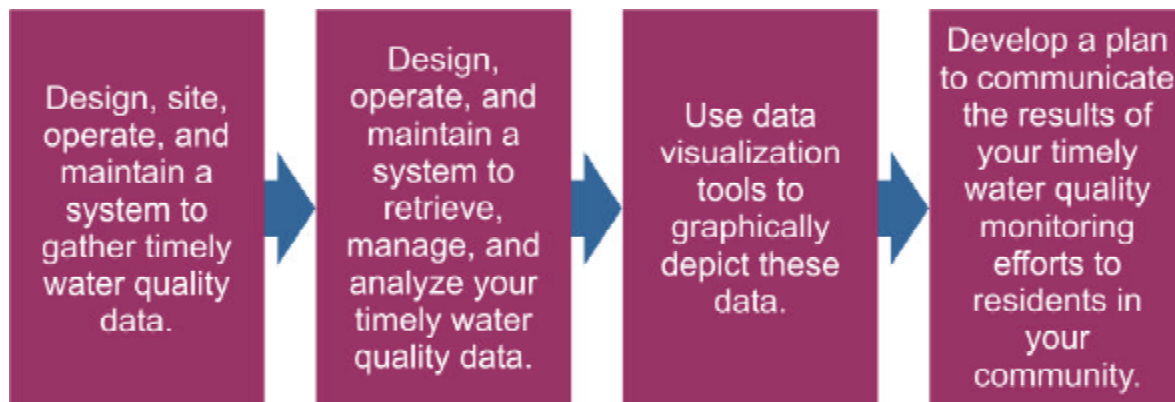 Design, site,
operate, and
maintain a
system to
gather timely
water quality
data.
Design,
operate, and
maintain a
system to
retrieve,
manage, and
analyze your
timely water
quality data.
Use data
visualization
tools to
graphically
depict these
data.
Develop a plan
to communicate
the results of
your timely
water quality
monitoring
efforts to
residents in
your
community.